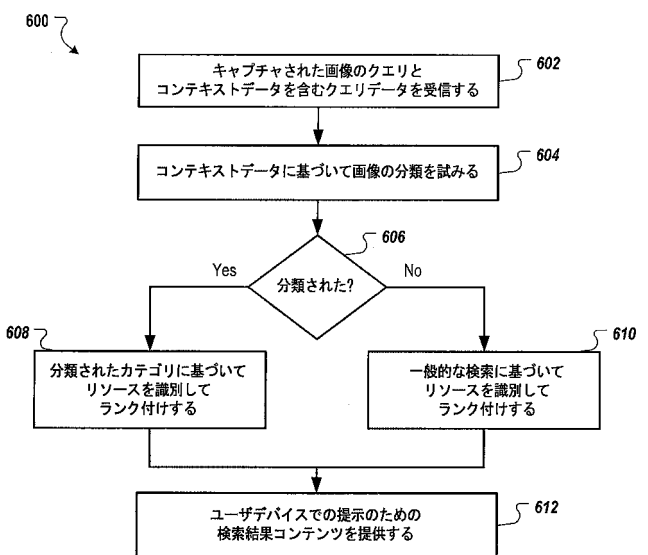 600
キャプチャされた画像のクエリと
コンテキストデータを含むクエリデータを受信する
602
コンテキストデータに基づいて画像の分類を試みる
604
606
Yes
分類された?
No
608
分類されたカテゴリに基づいて
リソースを識別して
ランク付けする
610
一般的な検索に基づいて
リソースを識別して
ランク付けする
ユーザデバイスでの提示のための
検索結果コンテンツを提供する
612